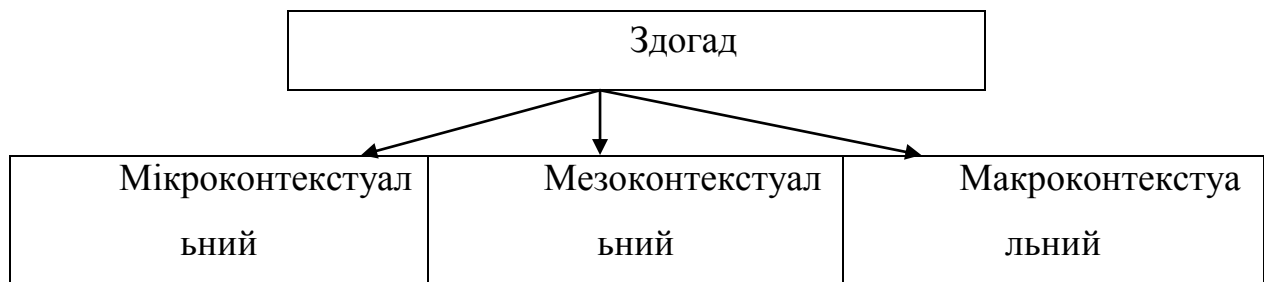 Здогад
Мікроконтекстуал
ьний
Мезоконтекстуал
ьний
Макроконтекстуа
льний